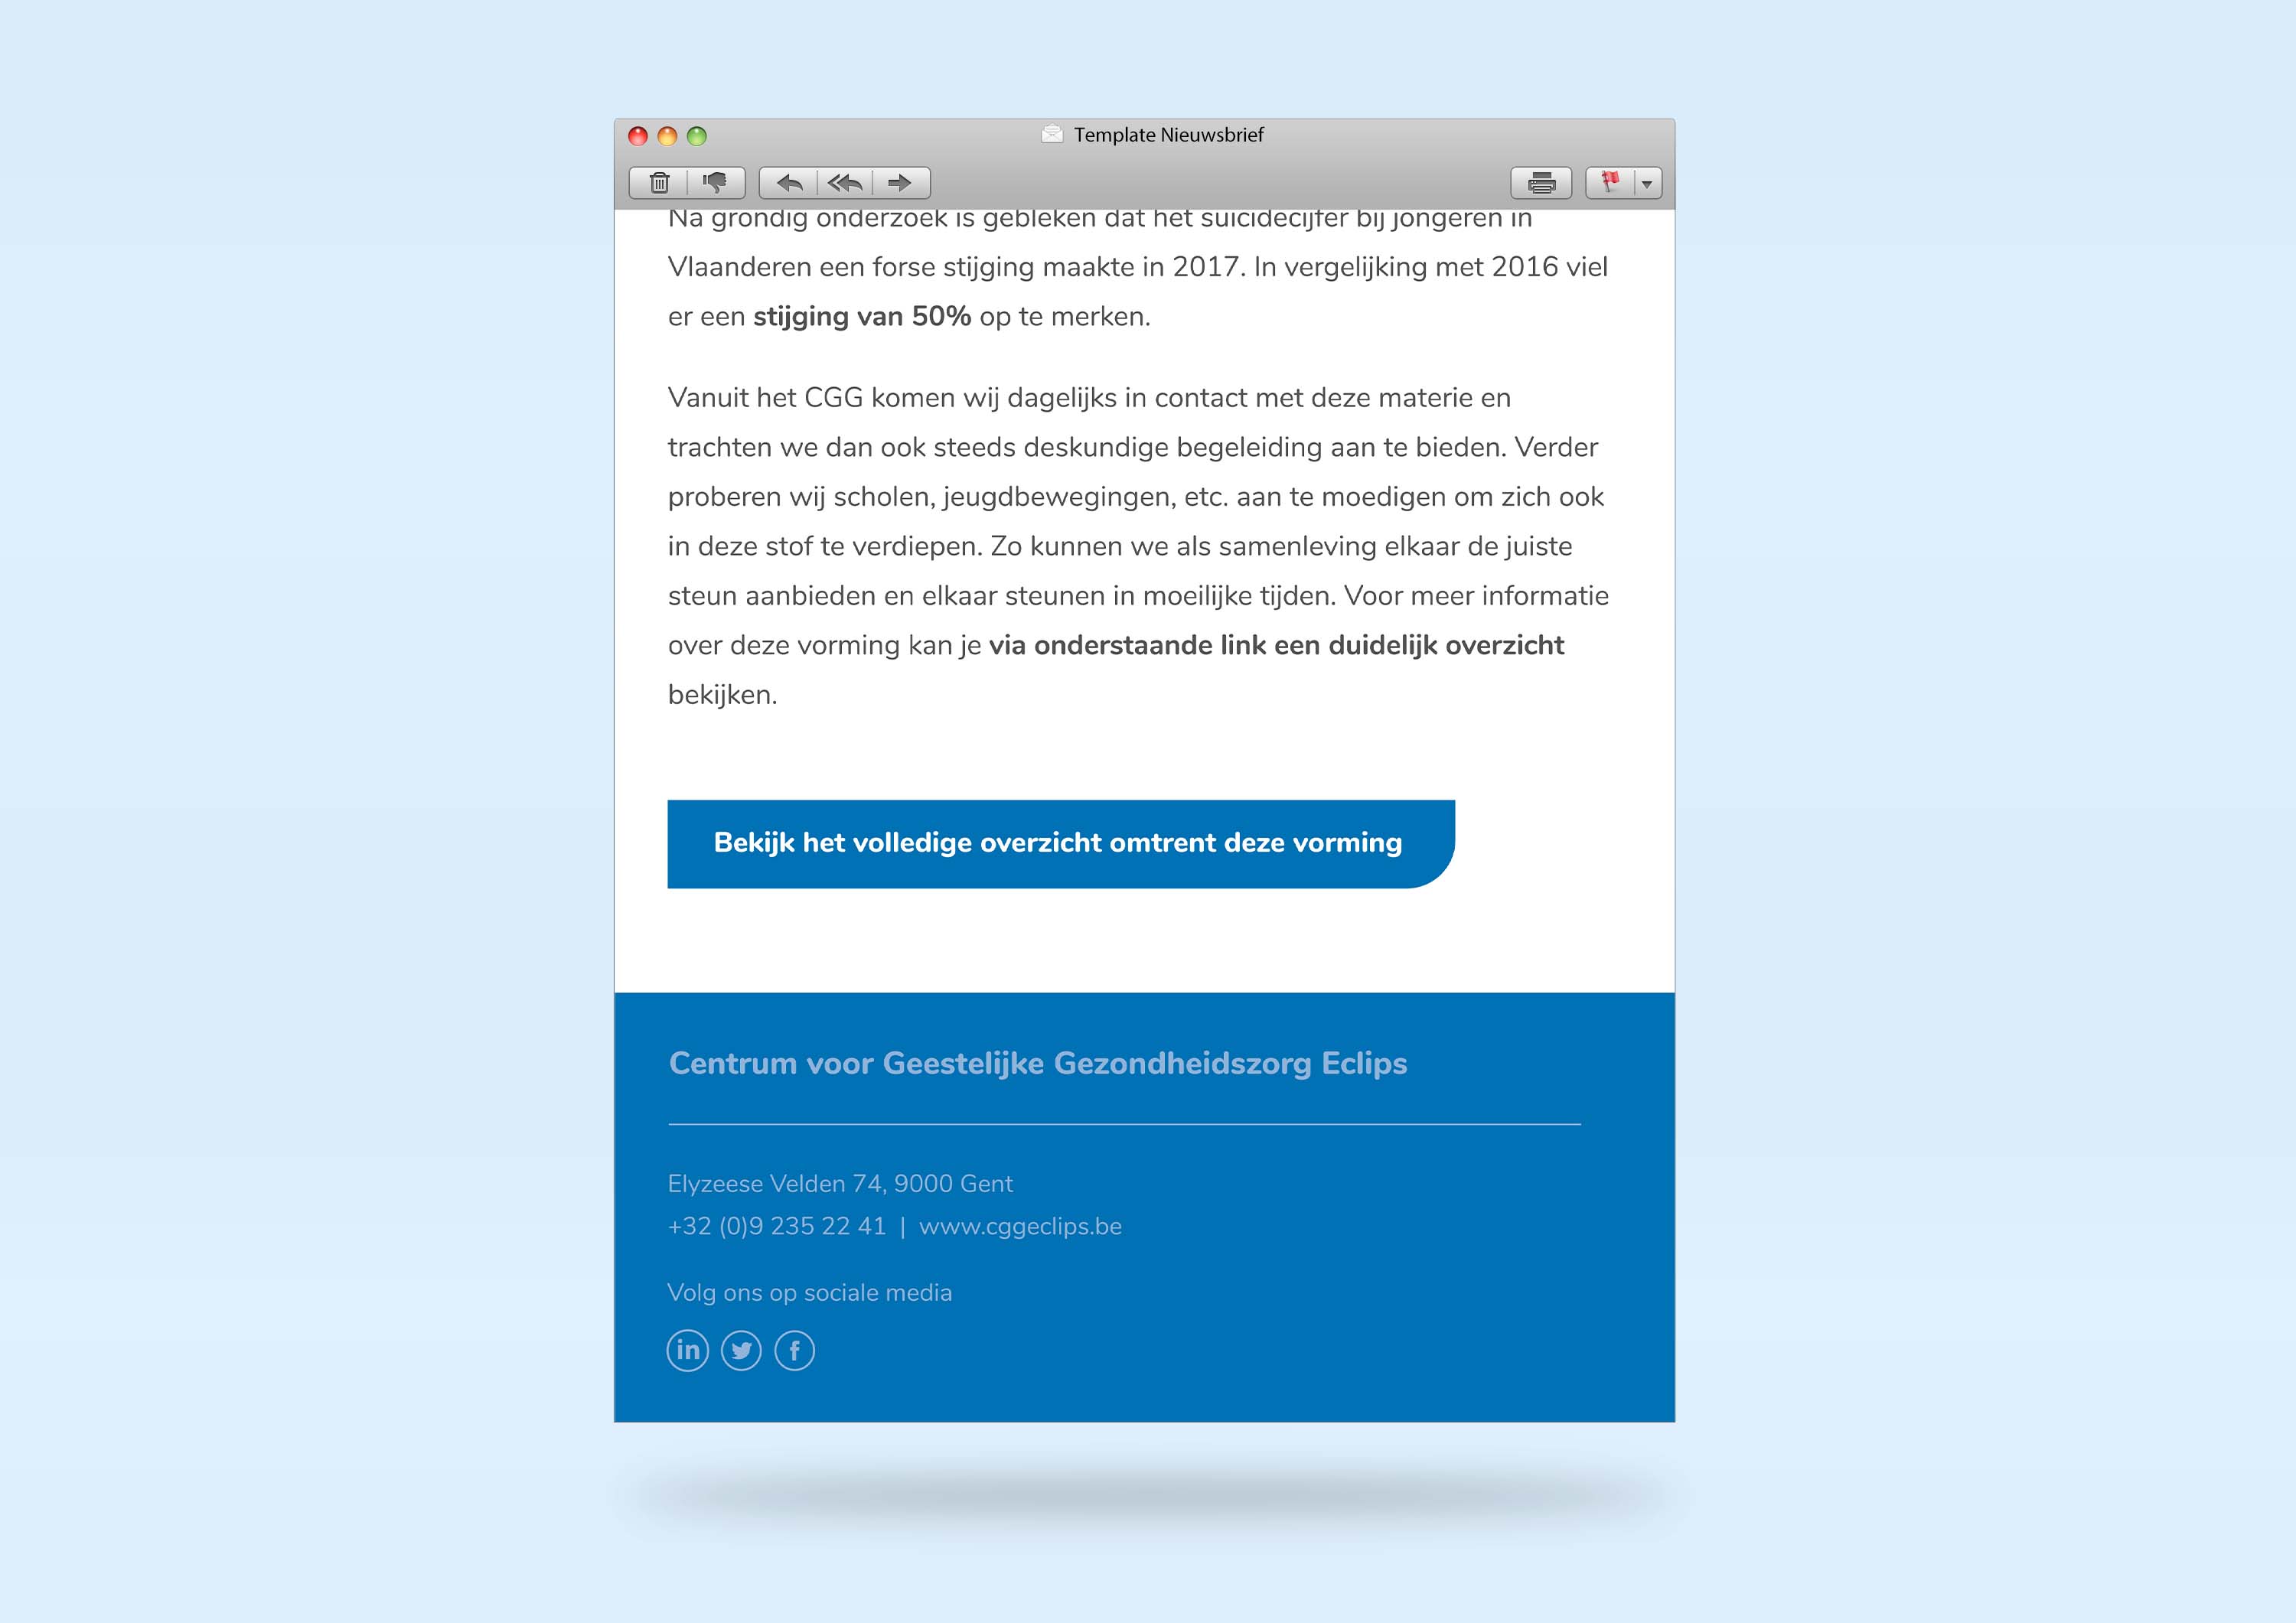 Template Nieuwsbrief
Na grondig onderzoek is gebleken dat het suicidecijfer bij jongeren in
Vlaanderen een forse stijging maakte in 2017. In vergelijking met 2016 viel
er een stijging van 50% op te merken.
Vanuit het CGG komen wij dagelijks in contact met deze materie en
trachten we dan ook steeds deskundige begeleiding aan te bieden. Verder
proberen wij scholen, jeugdbewegingen, etc. aan te moedigen om zich ook
in deze stof te verdiepen. Zo kunnen we als samenleving elkaar de juiste
steun aanbieden en elkaar steunen in moeilijke tijden. Voor meer informatie
over deze vorming kan je via onderstaande link een duidelijk overzicht
bekijken.
Bekijk het volledige overzicht omtrent deze vorming
Centrum voor Geestelijke Gezondheidszorg Eclips
Elyzeese Velden 74, 9000 Gent
+32 (0)9 235 22 41 | www.cggeclips.be
Volg ons op sociale media
in f